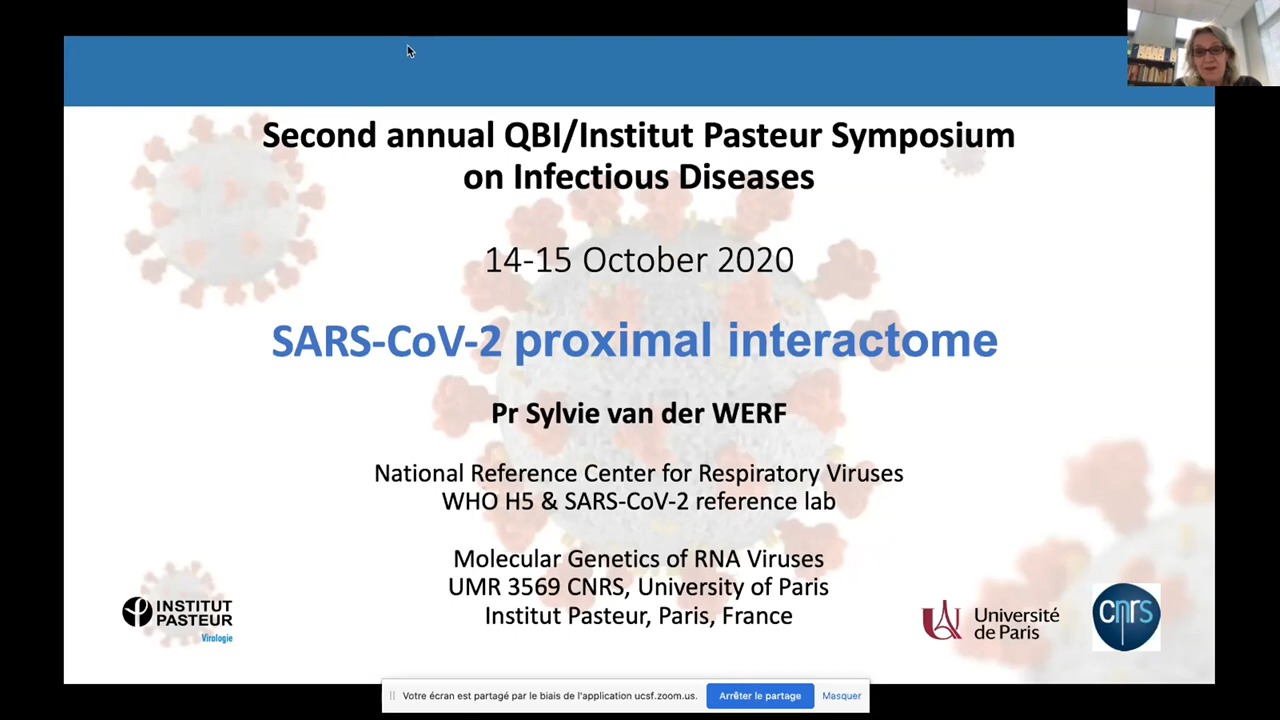 Second annual QBI/Institut Pasteur Symposium
on Infectious Diseases
14-15 October 2020
SARS-CoV-2 proximal interactome
Pr Sylvie van der WERF
National Reference Center for Respiratory Viruses
WHO H5 & SARS-CoV-2 reference lab
Molecular Genetics of RNA Viruses
UMR 3569 CNRS, University of Paris
Institut Pasteur, Paris, France
INSTITUT
PASTEUR
Virologie
Université
de Paris
cnrs
Votre écran est partagé par le biais de l'application ucsf.zoom.us.
Arrêter le partage
Masquer